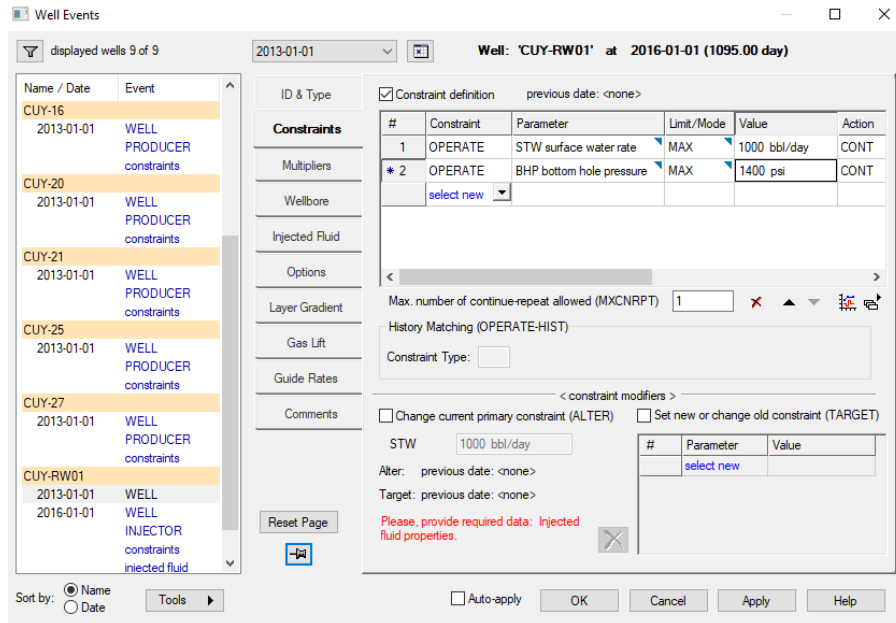 Well Events
displayed wells 9 of 9
2013-01-01
Well: 'CUY-RW01' at 2016-01-01 (1095.00 day)
Name / Date Event
CUY-16
2013-01-01 WELL
PRODUCER
constraints
CUY-20
2013-01-01 WELL
PRODUCER
constraints
CUY-21
2013-01-01 WELL
PRODUCER
constraints
CUY-25
2013-01-01 WELL
PRODUCER
constraints
CUY-27
2013-01-01 WELL
PRODUCER
constraints
CUY-RW01
2013-01-01 WELL
2016-01-01 WELL
INJECTOR
constraints
injected fluid
Sort by: Name
Date
Tools
ID & Type
Constraints
Multipliers
Wellbore
Injected Fluid
Options
Layer Gradient
Gas Lift
Guide Rates
Comments
Reset Page
Constraint definition previous date: <none>
# Constraint Parameter Limit/Mode Value Action
1 OPERATE STW surface water rate MAX 1000 bbl/day CONT
* 2 OPERATE BHP bottom hole pressure MAX 1400 psi CONT
select new
Max. number of continue-repeat allowed (MXCNRPT) 1
History Matching (OPERATE-HIST)
Constraint Type:
< constraint modifiers >
Change current primary constraint (ALTER) Set new or change old constraint (TARGET)
STW 1000 bbl/day
# Parameter Value
select new
Alter: previous date: <none>
Target: previous date: <none>
Please, provide required data: Injected
fluid properties.
Auto-apply OK Cancel Apply Help